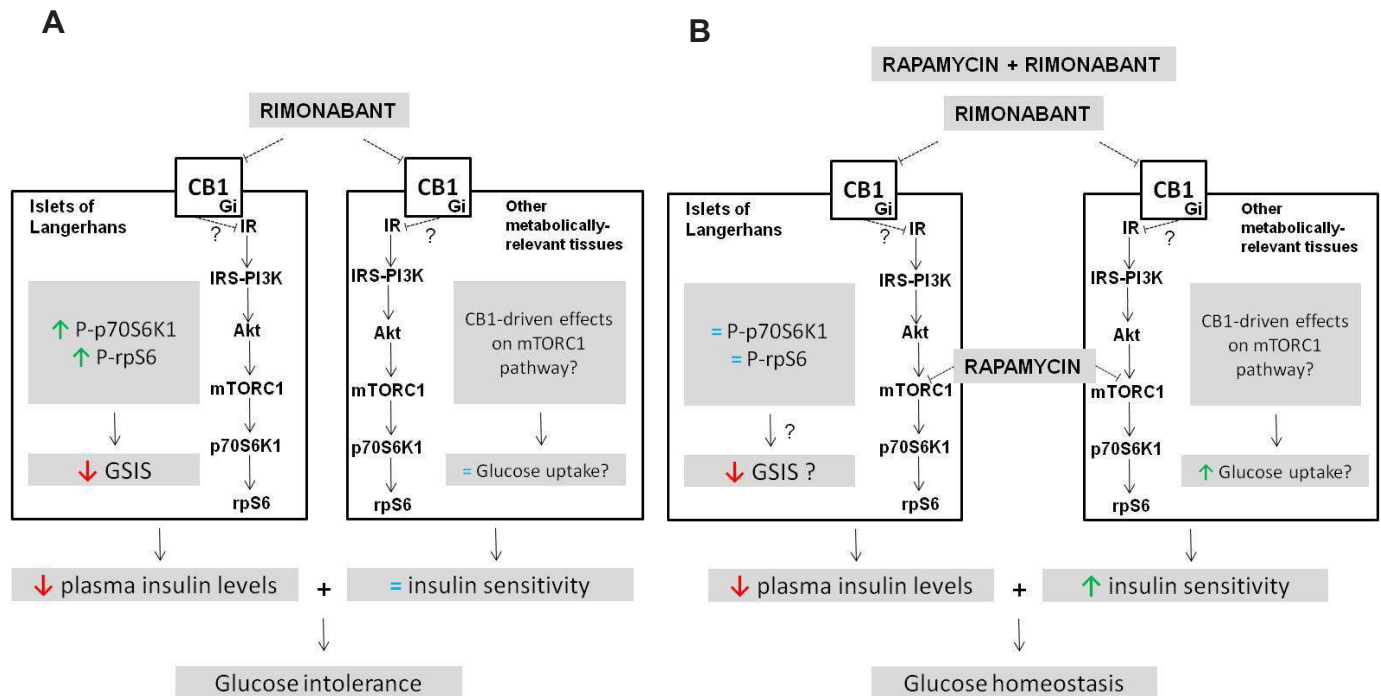 A
RIMONABANT
CB1
Gi
Islets of
Langerhans
?
IR
IRS-PI3K
Akt
mTORC1
p70S6K1
rpS6
↑ P-p70S6K1
↑ P-rpS6
↓ GSIS
CB1
Gi
Other
metabolically-
relevant tissues
IR
?
IRS-PI3K
Akt
mTORC1
p70S6K1
rpS6
CB1-driven effects
on mTORC1
pathway?
= Glucose uptake?
↓ plasma insulin levels + = insulin sensitivity
Glucose intolerance
B
RAPAMYCIN + RIMONABANT
RIMONABANT
CB1
Gi
Islets of
Langerhans
?
IR
IRS-PI3K
Akt
mTORC1
p70S6K1
rpS6
= P-p70S6K1
= P-rpS6
?
↓ GSIS ?
RAPAMYCIN
CB1
Gi
Other
metabolically-
relevant tissues
IR
?
IRS-PI3K
Akt
mTORC1
p70S6K1
rpS6
CB1-driven effects
on mTORC1
pathway?
↑ Glucose uptake?
↓ plasma insulin levels + ↑ insulin sensitivity
Glucose homeostasis